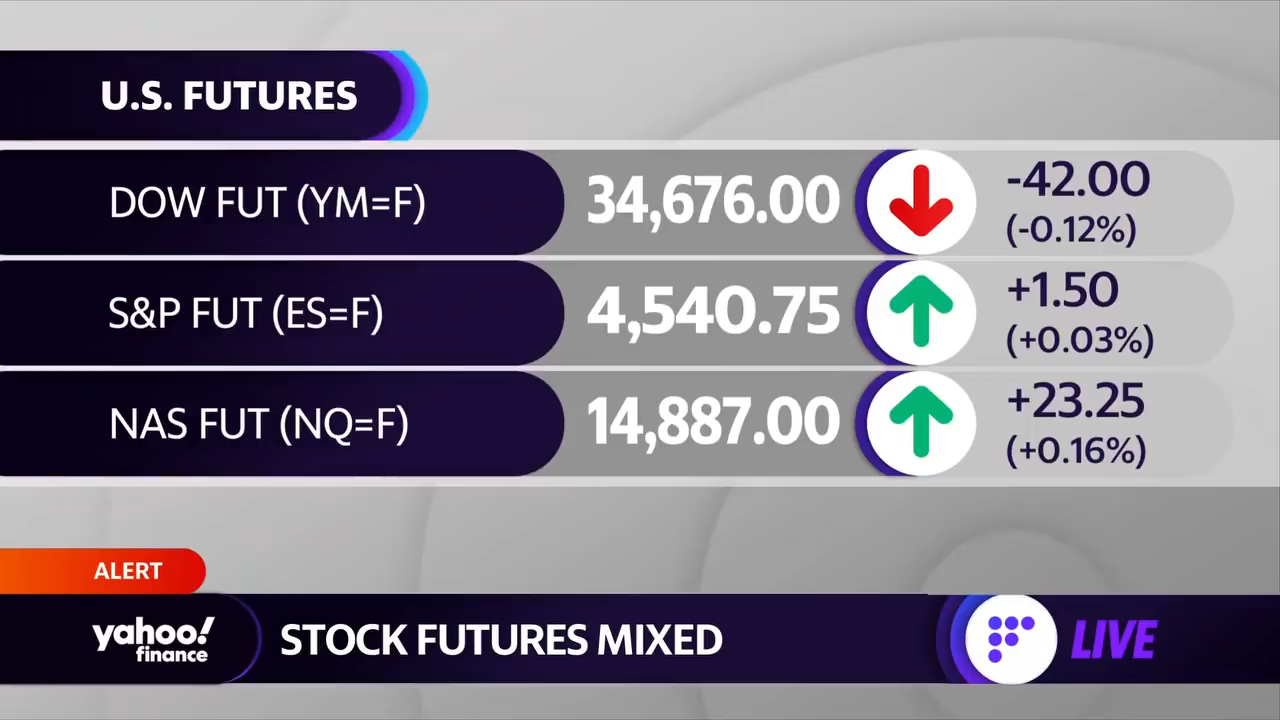 U.S. FUTURES
DOW FUT (YM=F) 34,676.00 -42.00
(-0.12%)
S&P FUT (ES=F) 4,540.75 +1.50
(+0.03%)
NAS FUT (NQ=F) 14,887.00 +23.25
(+0.16%)
ALERT
yahoo!
finance
STOCK FUTURES MIXED
LIVE